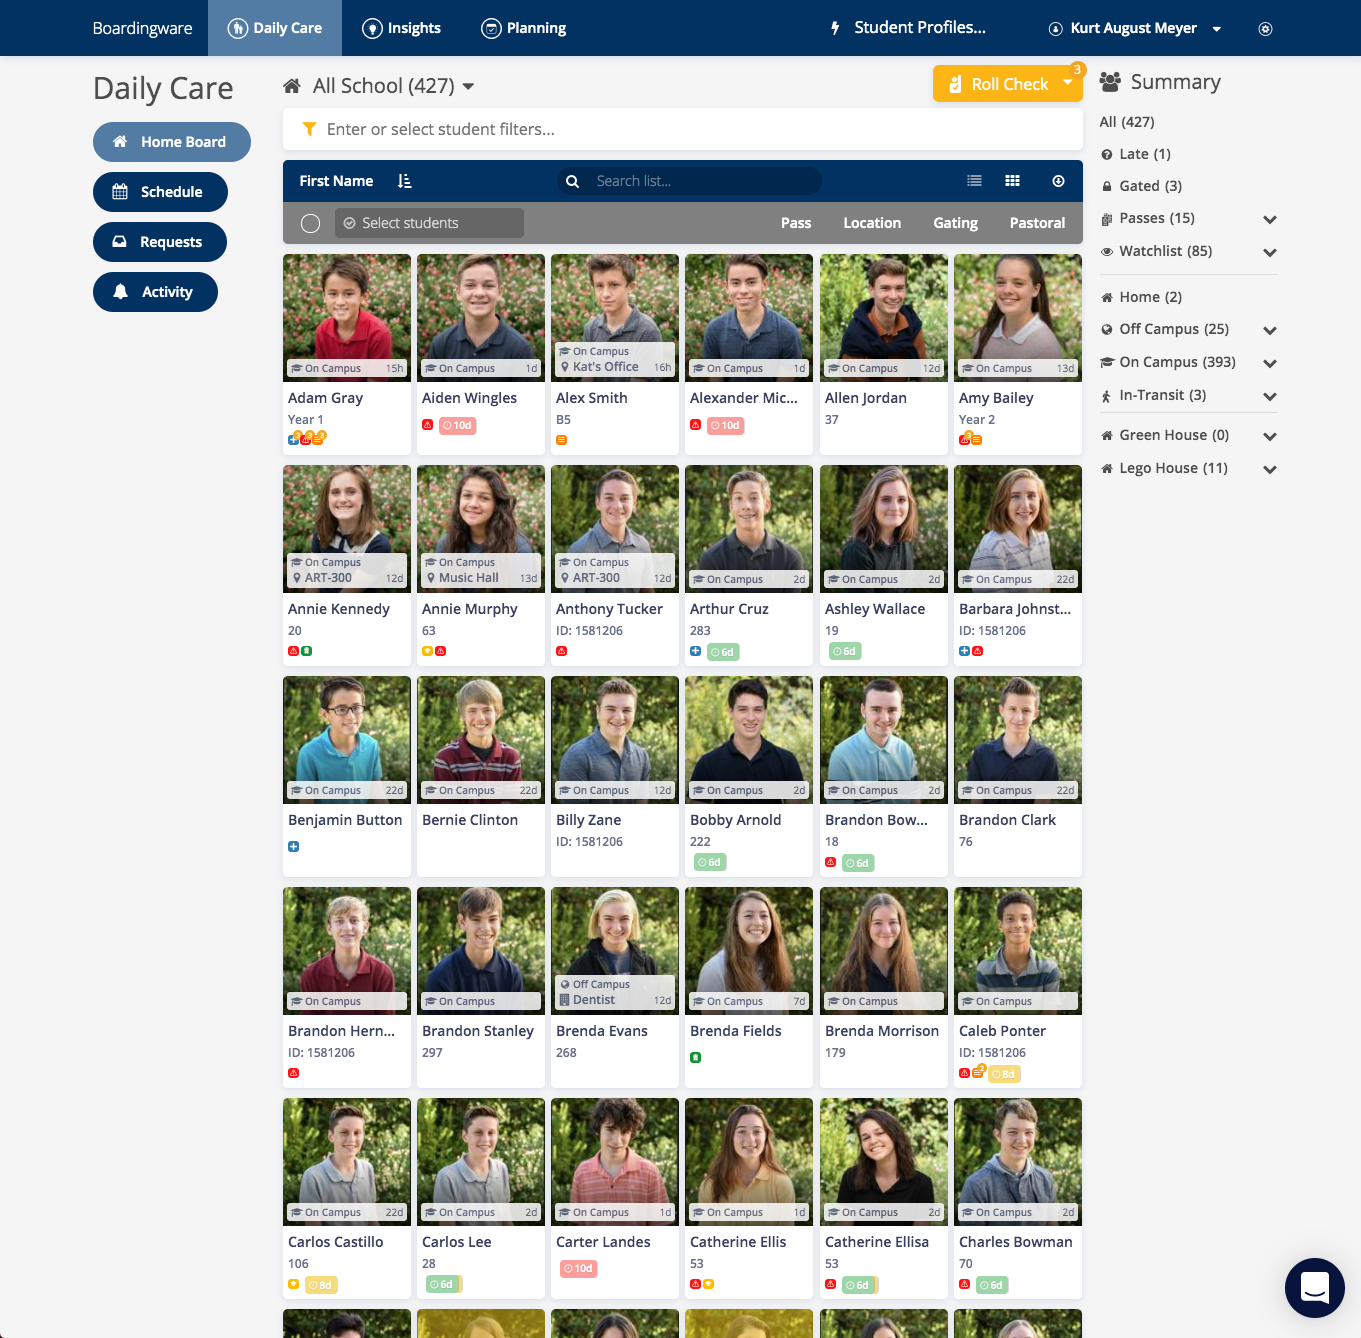 Boardingware
Daily Care
Insights
Planning
Student Profiles...
Kurt August Meyer
Daily Care
Home Board
Schedule
Requests
Activity
All School (427)
Roll Check
3
Enter or select student filters...
First Name
Search list...
Select students
Pass
Location
Gating
Pastoral
On Campus 15h
Adam Gray
Year 1
3 3 3
On Campus 1d
Aiden Wingles
10d
On Campus
Kat's Office 16h
Alex Smith
B5
On Campus 1d
Alexander Mic...
10d
On Campus 12d
Allen Jordan
37
On Campus 13d
Amy Bailey
Year 2
3
On Campus
ART-300 12d
Annie Kennedy
20
On Campus
Music Hall 13d
Annie Murphy
63
On Campus
ART-300 12d
Anthony Tucker
ID: 1581206
On Campus 2d
Arthur Cruz
283
6d
On Campus 2d
Ashley Wallace
19
6d
On Campus 22d
Barbara Johnst...
ID: 1581206
On Campus 22d
Benjamin Button
On Campus 22d
Bernie Clinton
On Campus 12d
Billy Zane
ID: 1581206
On Campus 2d
Bobby Arnold
222
6d
On Campus 2d
Brandon Bow...
18
6d
On Campus 22d
Brandon Clark
76
On Campus
Brandon Hern...
ID: 1581206
On Campus
Brandon Stanley
297
Off Campus
Dentist 12d
Brenda Evans
268
On Campus 7d
Brenda Fields
On Campus
Brenda Morrison
179
On Campus
Caleb Ponter
ID: 1581206
2
8d
On Campus 22d
Carlos Castillo
106
8d
On Campus 2d
Carlos Lee
28
6d
On Campus 1d
Carter Landes
10d
On Campus 1d
Catherine Ellis
53
On Campus 2d
Catherine Ellisa
53
6d
On Campus 2d
Charles Bowman
70
6d
Summary
All (427)
Late (1)
Gated (3)
Passes (15)
Watchlist (85)
Home (2)
Off Campus (25)
On Campus (393)
In-Transit (3)
Green House (0)
Lego House (11)